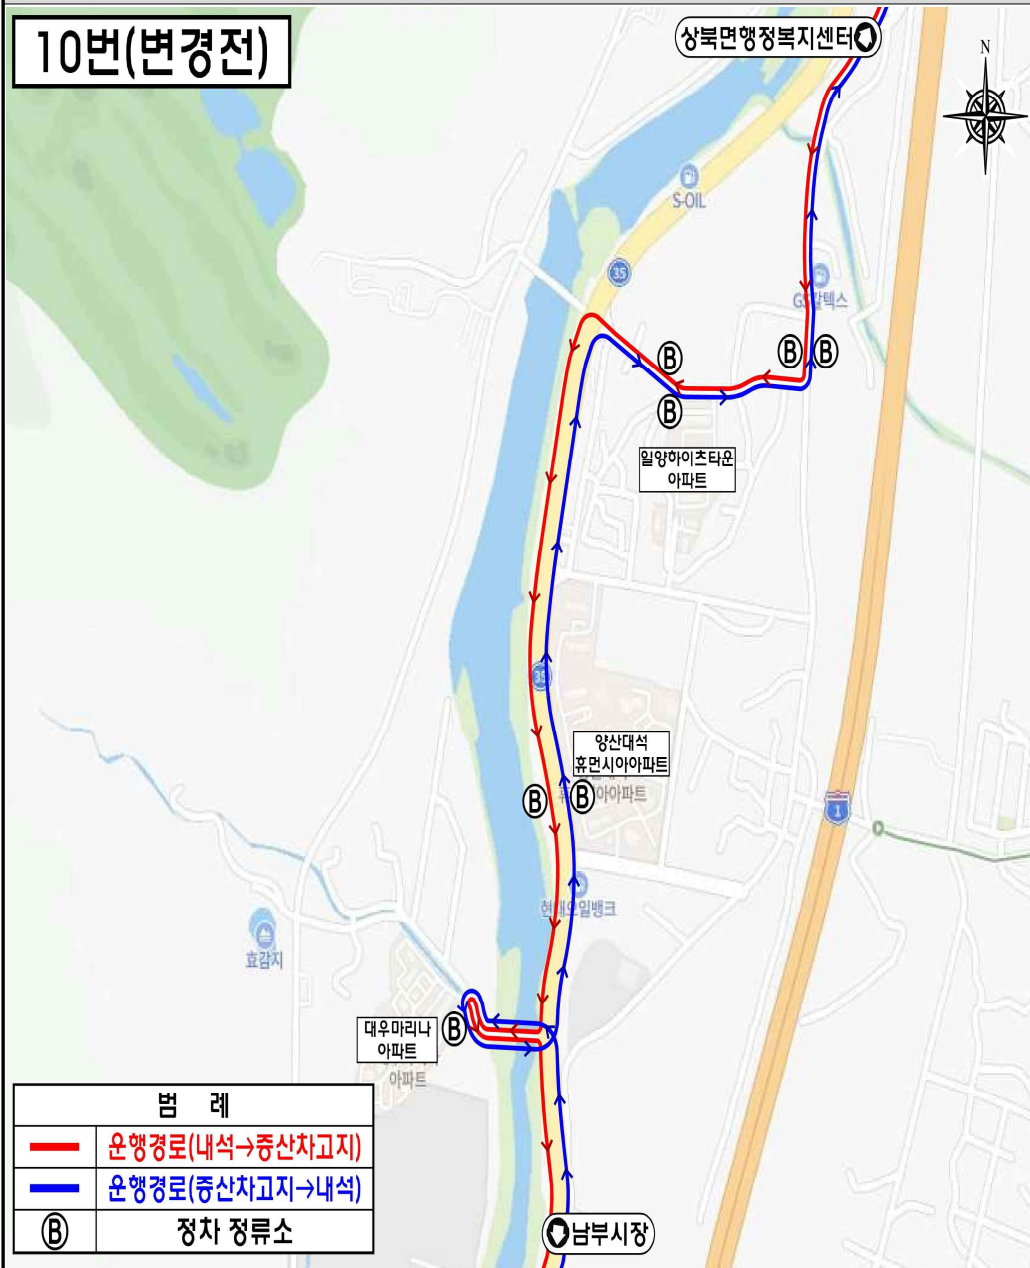 10번(변경전)
상북면행정복지센터
N
S-OIL
35
GS칼텍스
B
B B
B
일양하이츠타운
아파트
35
양산대석
휴먼시아아파트
아아파트
B
B
1
현대오일뱅크
효감지
대우마리나
아파트
B
아파트
범 례
운행경로(내석→증산차고지)
운행경로(증산차고지→내석)
B 정차 정류소
남부시장